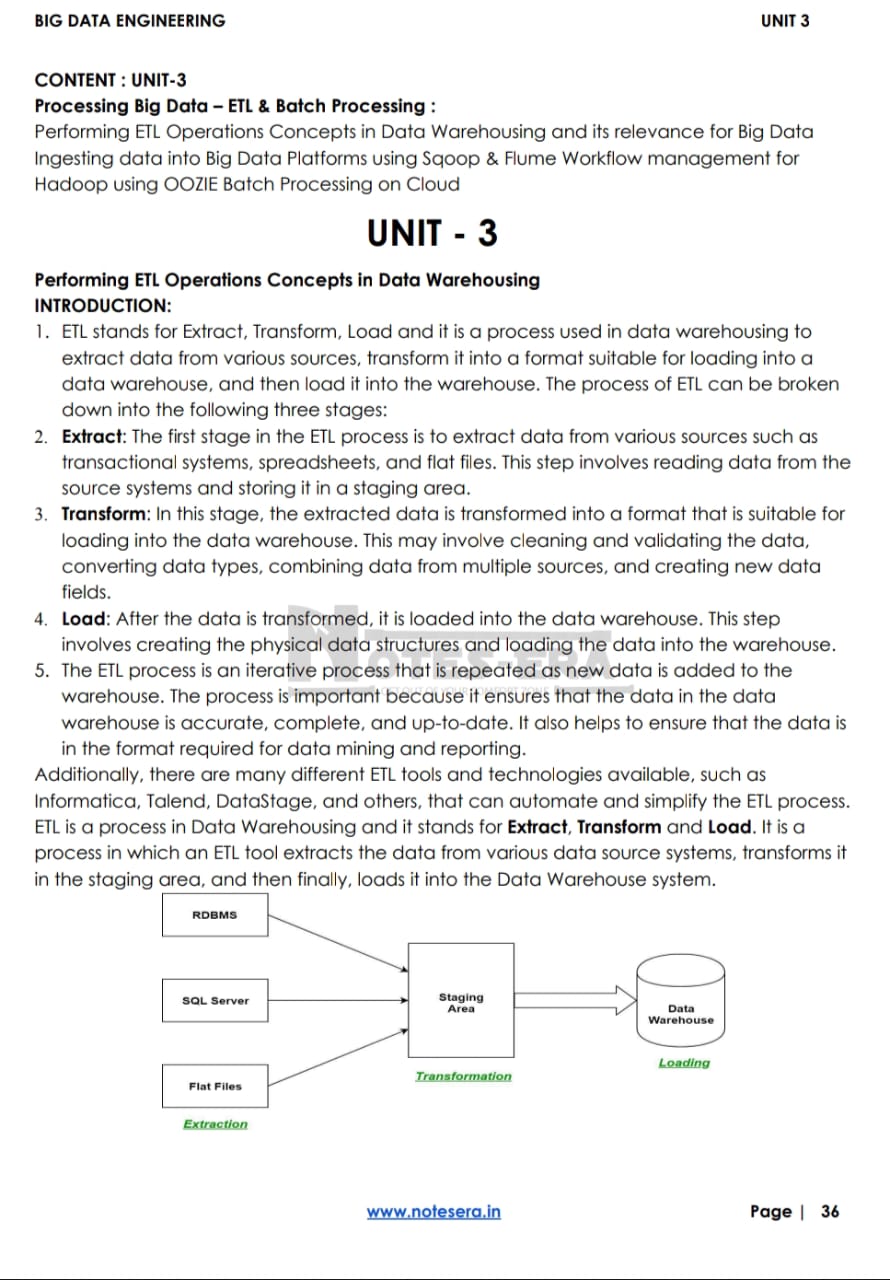 BIG DATA ENGINEERING UNIT 3
CONTENT : UNIT-3
Processing Big Data – ETL & Batch Processing :
Performing ETL Operations Concepts in Data Warehousing and its relevance for Big Data
Ingesting data into Big Data Platforms using Sqoop & Flume Workflow management for
Hadoop using OOZIE Batch Processing on Cloud
UNIT - 3
Performing ETL Operations Concepts in Data Warehousing
INTRODUCTION:
1. ETL stands for Extract, Transform, Load and it is a process used in data warehousing to
extract data from various sources, transform it into a format suitable for loading into a
data warehouse, and then load it into the warehouse. The process of ETL can be broken
down into the following three stages:
2. Extract: The first stage in the ETL process is to extract data from various sources such as
transactional systems, spreadsheets, and flat files. This step involves reading data from the
source systems and storing it in a staging area.
3. Transform: In this stage, the extracted data is transformed into a format that is suitable for
loading into the data warehouse. This may involve cleaning and validating the data,
converting data types, combining data from multiple sources, and creating new data
fields.
4. Load: After the data is transformed, it is loaded into the data warehouse. This step
involves creating the physical data structures and loading the data into the warehouse.
5. The ETL process is an iterative process that is repeated as new data is added to the
warehouse. The process is important because it ensures that the data in the data
warehouse is accurate, complete, and up-to-date. It also helps to ensure that the data is
in the format required for data mining and reporting.
NOTES-ERA
Additionally, there are many different ETL tools and technologies available, such as
Informatica, Talend, DataStage, and others, that can automate and simplify the ETL process.
ETL is a process in Data Warehousing and it stands for Extract, Transform and Load. It is a
process in which an ETL tool extracts the data from various data source systems, transforms it
in the staging area, and then finally, loads it into the Data Warehouse system.
RDBMS
SQL Server
Flat Files
Extraction
Staging
Area
Transformation
Data
Warehouse
Loading
www.notesera.in Page | 36